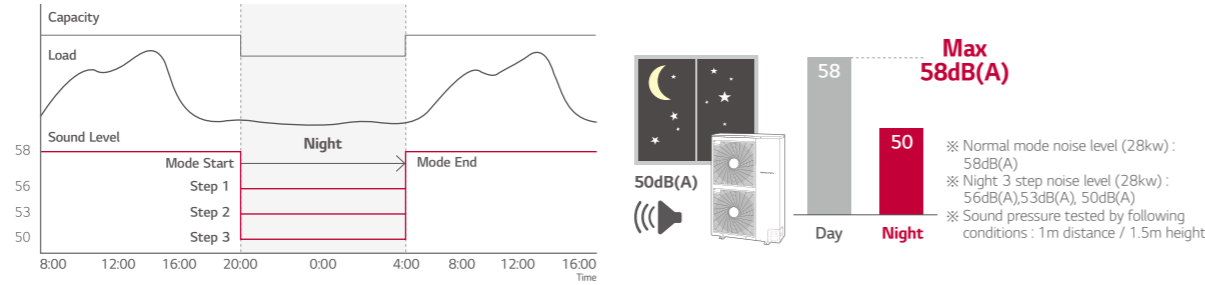 Capacity
Load
Sound Level
Night
58
Mode Start
Mode End
56
Step 1
53
Step 2
50
Step 3
8:00 12:00 16:00 20:00 0:00 4:00 8:00 12:00 16:00
Time
Max
58dB(A)
58
50
50dB(A)
Day
Night
※ Normal mode noise level (28kw) :
58dB(A)
※ Night 3 step noise level (28kw) :
56dB(A),53dB(A), 50dB(A)
※ Sound pressure tested by following
conditions : 1m distance / 1.5m height